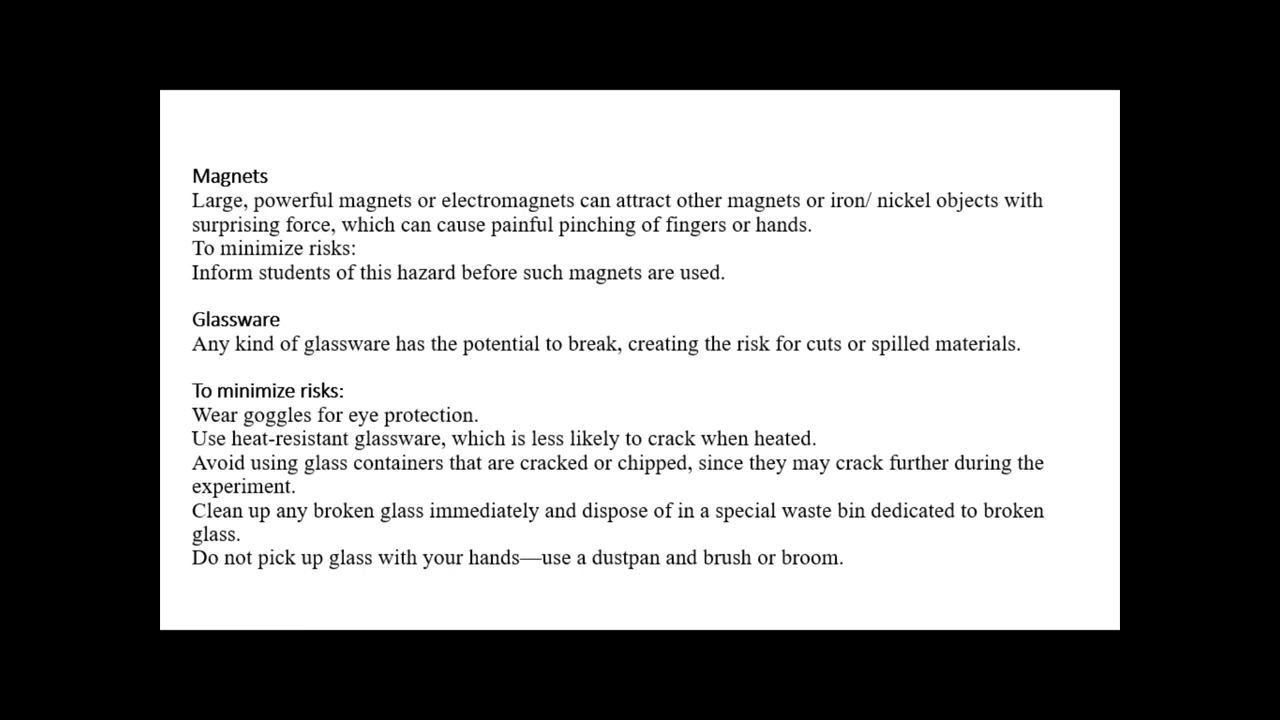 Magnets
Large, powerful magnets or electromagnets can attract other magnets or iron/ nickel objects with
surprising force, which can cause painful pinching of fingers or hands.
To minimize risks:
Inform students of this hazard before such magnets are used.
Glassware
Any kind of glassware has the potential to break, creating the risk for cuts or spilled materials.
To minimize risks:
Wear goggles for eye protection.
Use heat-resistant glassware, which is less likely to crack when heated.
Avoid using glass containers that are cracked or chipped, since they may crack further during the
experiment.
Clean up any broken glass immediately and dispose of in a special waste bin dedicated to broken
glass.
Do not pick up glass with your hands—use a dustpan and brush or broom.